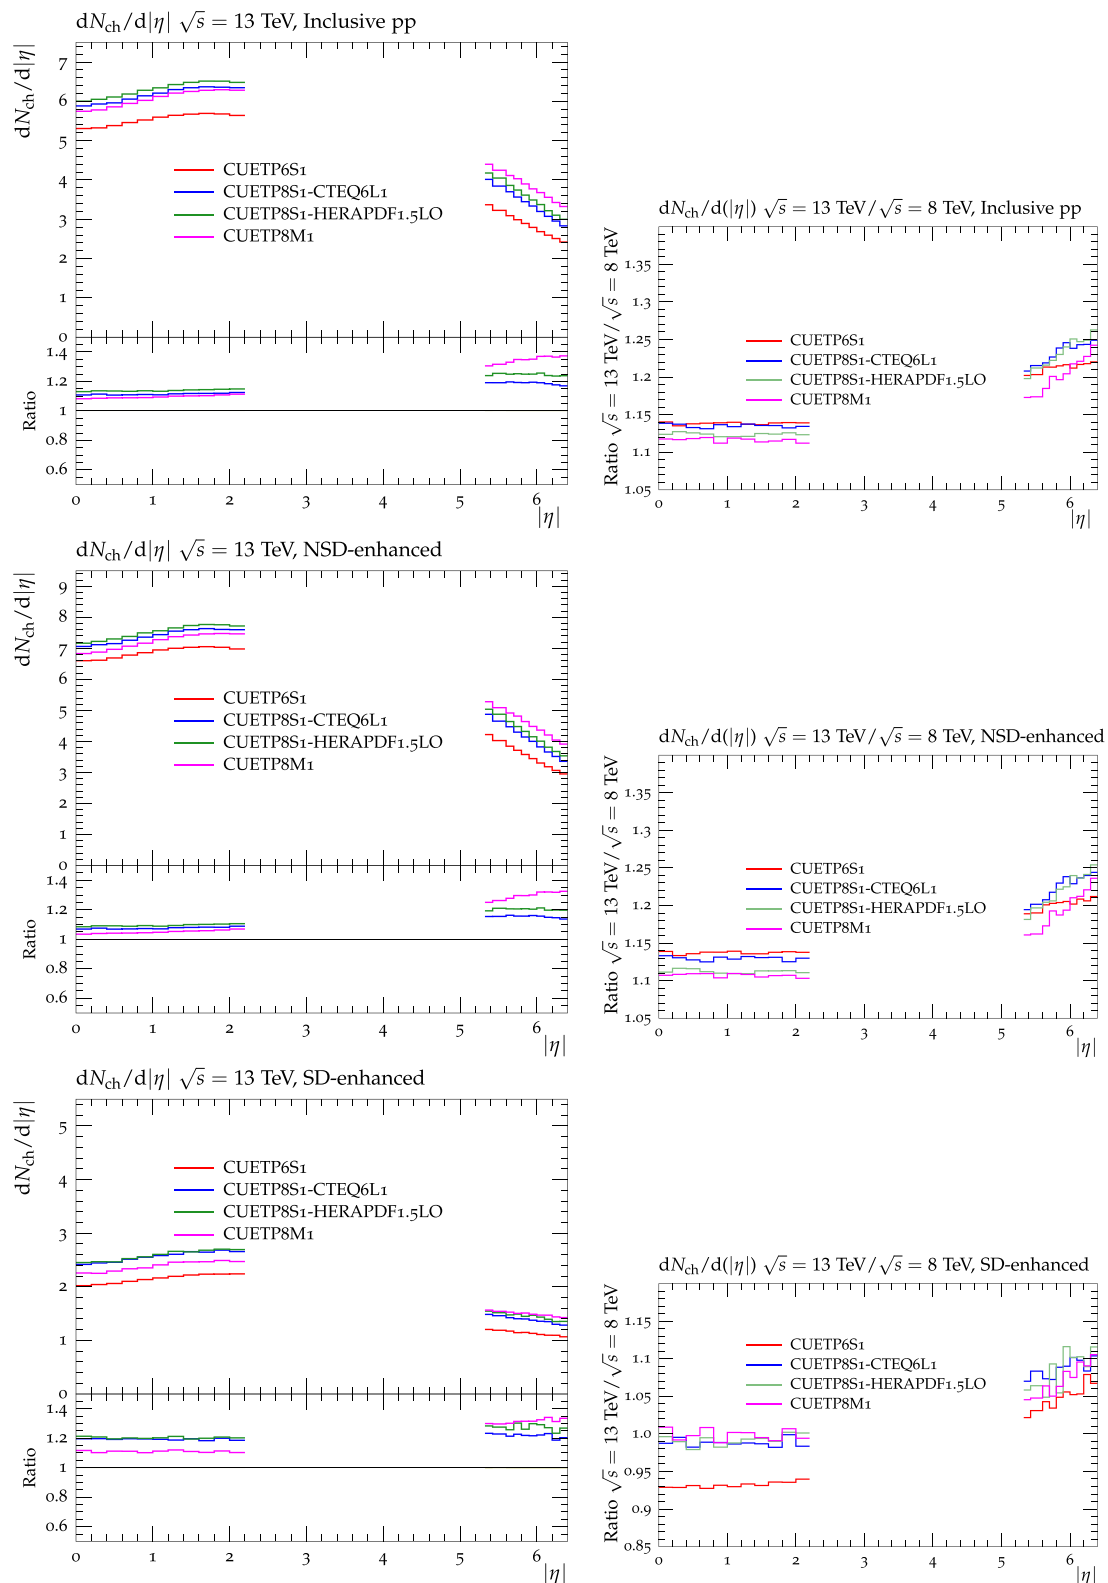 dN_ch/d|η| √s = 13 TeV, Inclusive pp
dN_ch/d|η|
7
6
5
4
3
2
1
0
CUETP6S1
CUETP8S1-CTEQ6L1
CUETP8S1-HERAPDF1.5LO
CUETP8M1
Ratio
1.4
1.2
1
0.8
0.6
0 1 2 3 4 5 6
|η|
dN_ch/d(|η|) √s = 13 TeV/√s = 8 TeV, Inclusive pp
Ratio √s = 13 TeV/√s = 8 TeV
1.35
1.3
1.25
1.2
1.15
1.1
1.05
CUETP6S1
CUETP8S1-CTEQ6L1
CUETP8S1-HERAPDF1.5LO
CUETP8M1
0 1 2 3 4 5 6
|η|
dN_ch/d|η| √s = 13 TeV, NSD-enhanced
dN_ch/d|η|
9
8
7
6
5
4
3
2
1
0
CUETP6S1
CUETP8S1-CTEQ6L1
CUETP8S1-HERAPDF1.5LO
CUETP8M1
Ratio
1.4
1.2
1
0.8
0.6
0 1 2 3 4 5 6
|η|
dN_ch/d(|η|) √s = 13 TeV/√s = 8 TeV, NSD-enhanced
Ratio √s = 13 TeV/√s = 8 TeV
1.35
1.3
1.25
1.2
1.15
1.1
1.05
CUETP6S1
CUETP8S1-CTEQ6L1
CUETP8S1-HERAPDF1.5LO
CUETP8M1
0 1 2 3 4 5 6
|η|
dN_ch/d|η| √s = 13 TeV, SD-enhanced
dN_ch/d|η|
5
4
3
2
1
0
CUETP6S1
CUETP8S1-CTEQ6L1
CUETP8S1-HERAPDF1.5LO
CUETP8M1
Ratio
1.4
1.2
1
0.8
0.6
0 1 2 3 4 5 6
|η|
dN_ch/d(|η|) √s = 13 TeV/√s = 8 TeV, SD-enhanced
Ratio √s = 13 TeV/√s = 8 TeV
1.15
1.1
1.05
1.0
0.95
0.9
0.85
CUETP6S1
CUETP8S1-CTEQ6L1
CUETP8S1-HERAPDF1.5LO
CUETP8M1
0 1 2 3 4 5 6
|η|